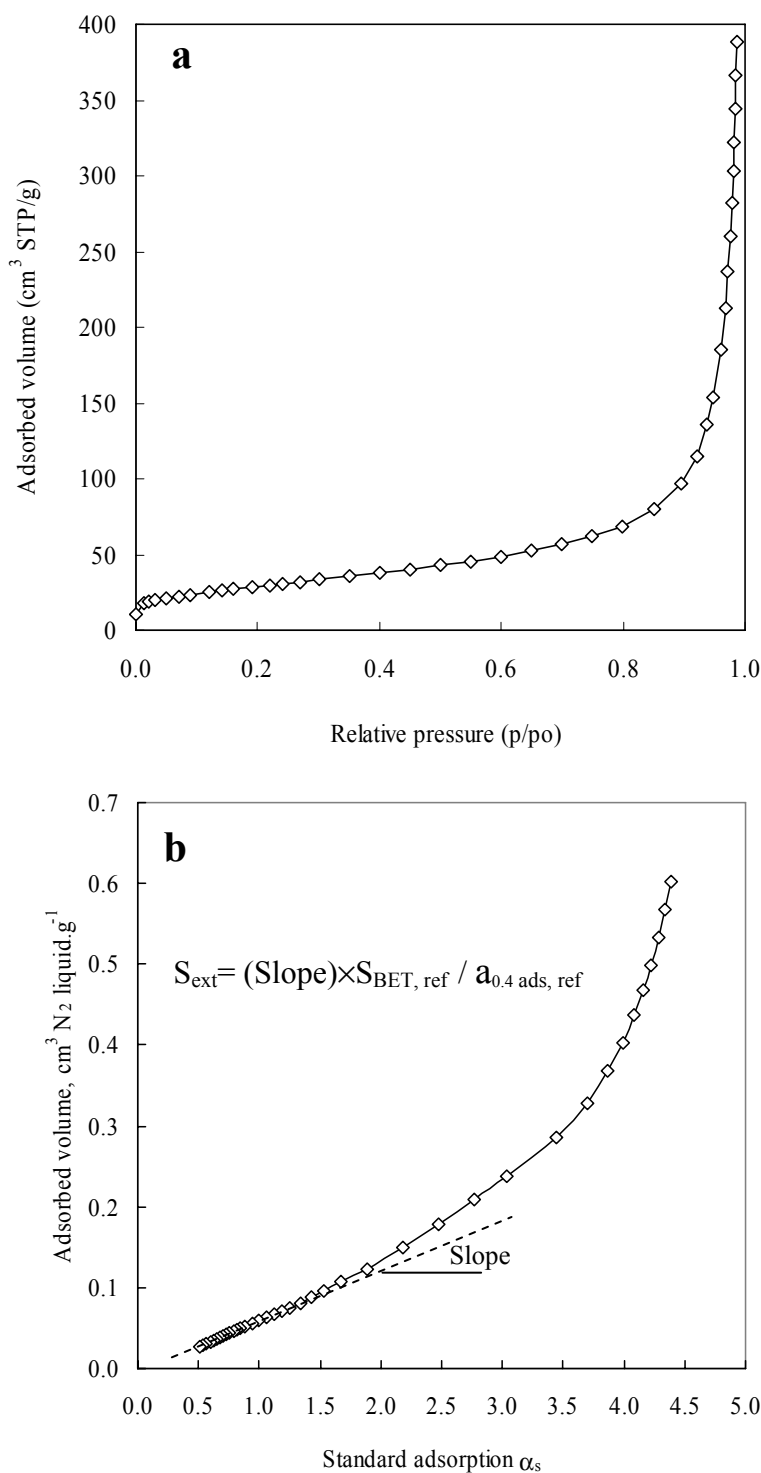 a
400
350
300
250
200
150
100
50
0
Adsorbed volume (cm³ STP/g)
0.0 0.2 0.4 0.6 0.8 1.0
Relative pressure (p/po)
b
0.7
0.6
0.5
0.4
0.3
0.2
0.1
0.0
Adsorbed volume, cm³ N₂ liquid.g⁻¹
Sext= (Slope)×SBET, ref / a0.4 ads, ref
Slope
0.0 0.5 1.0 1.5 2.0 2.5 3.0 3.5 4.0 4.5 5.0
Standard adsorption αs